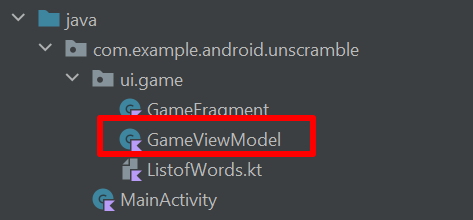 java
com.example.android.unscramble
ui.game
GameFragment
GameViewModel
ListofWords.kt
MainActivity